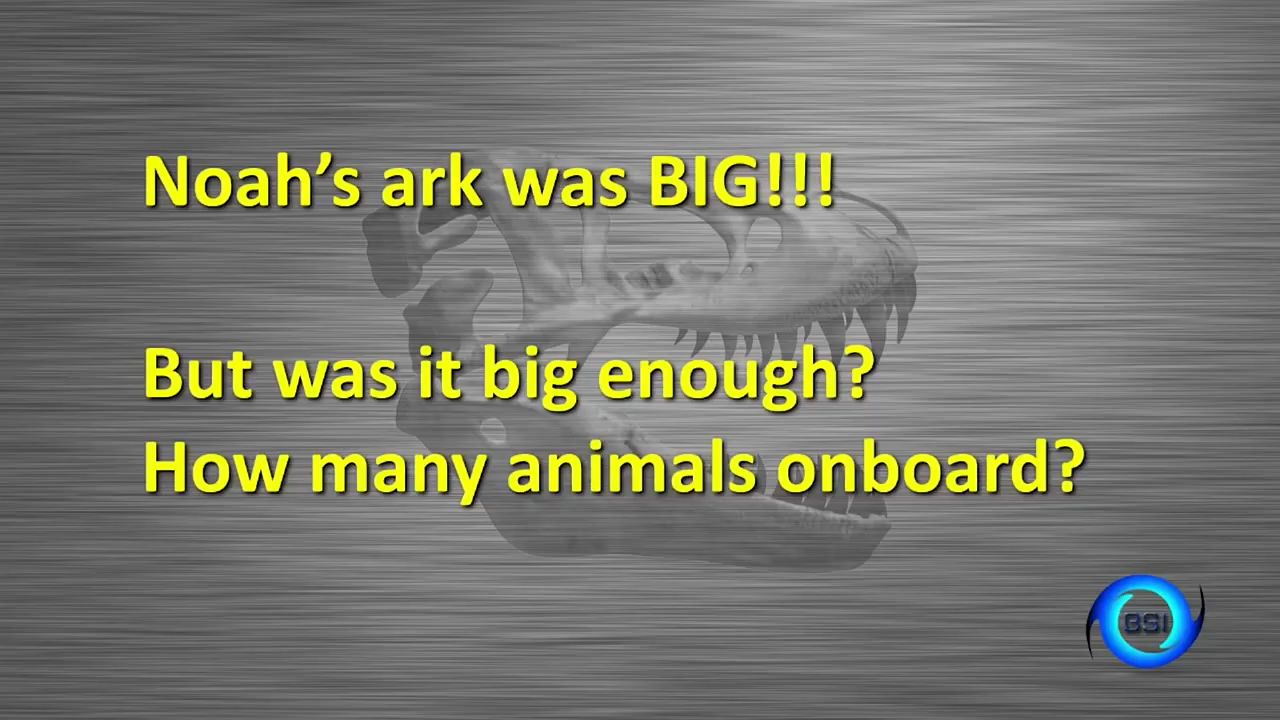 Noah’s ark was BIG!!!
But was it big enough?
How many animals onboard?
BSI